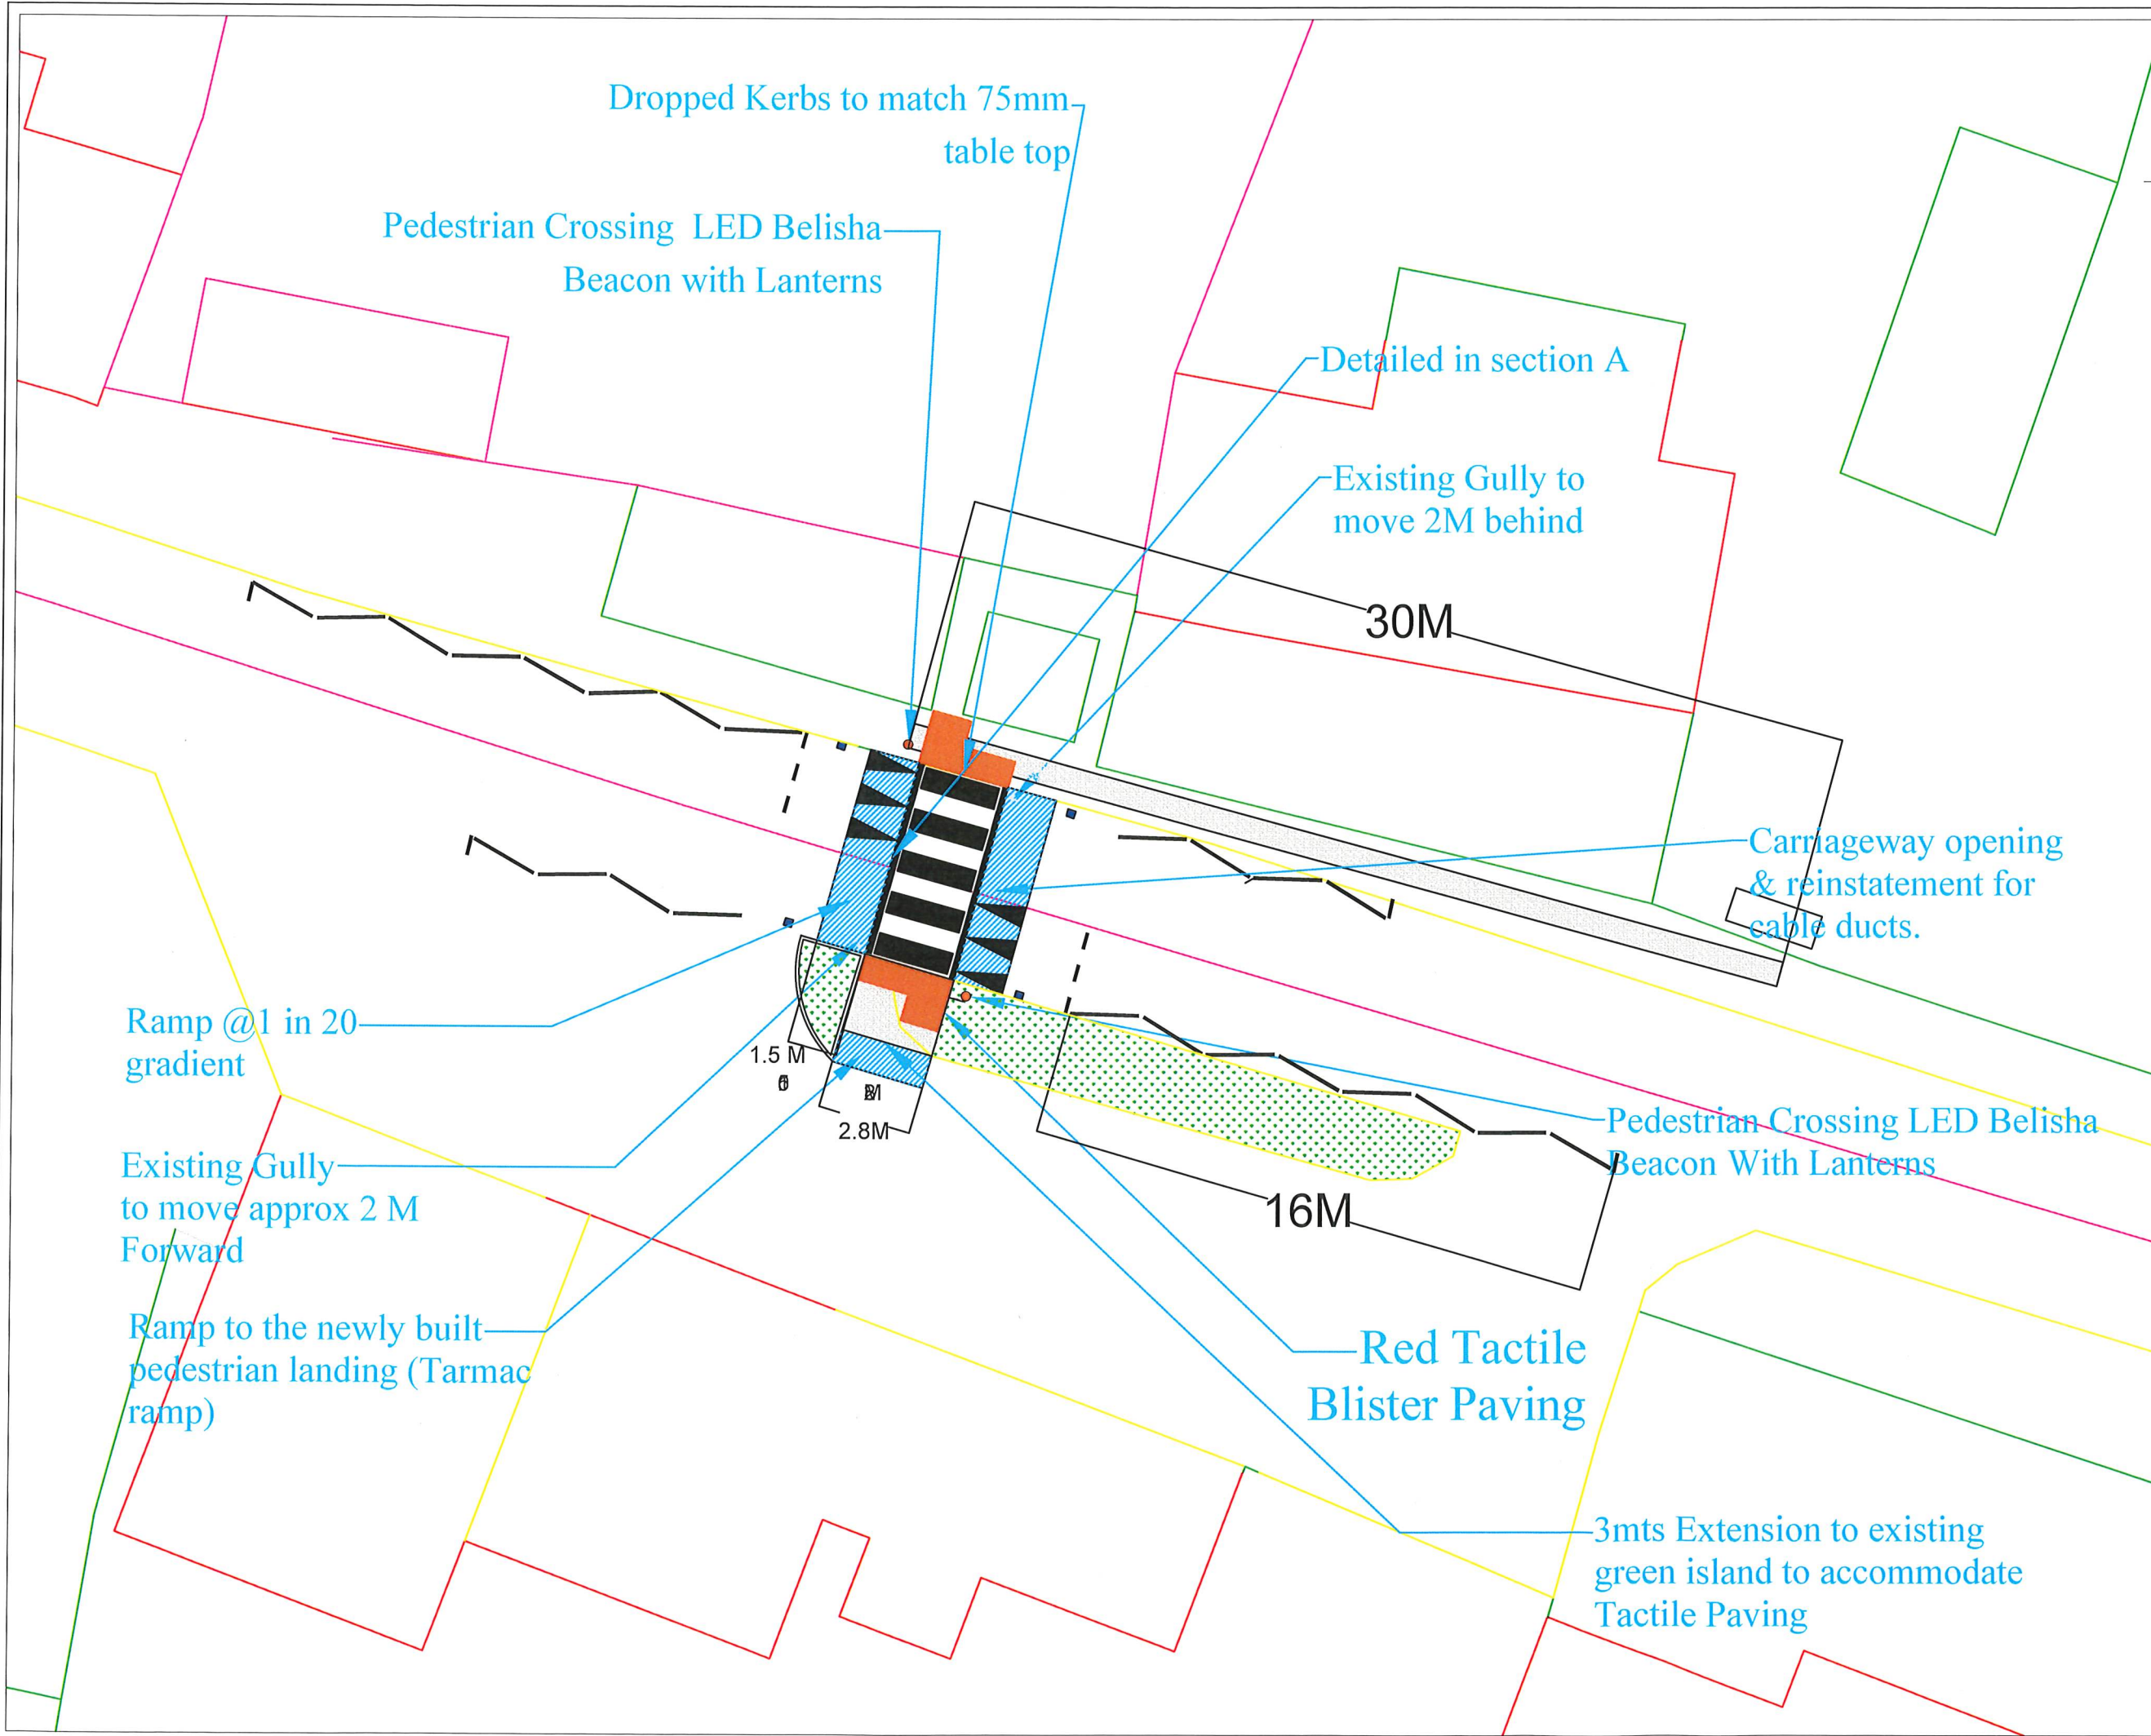 Dropped Kerbs to match 75mm
table top
Pedestrian Crossing LED Belisha
Beacon with Lanterns
Detailed in section A
Existing Gully to
move 2M behind
30M
Carriageway opening
& reinstatement for
cable ducts.
Ramp @1 in 20
gradient
1.5 M
2.8M
Pedestrian Crossing LED Belisha
Beacon With Lanterns
Existing Gully
to move approx 2 M
Forward
16M
Ramp to the newly built
pedestrian landing (Tarmac
ramp)
Red Tactile
Blister Paving
3mts Extension to existing
green island to accommodate
Tactile Paving